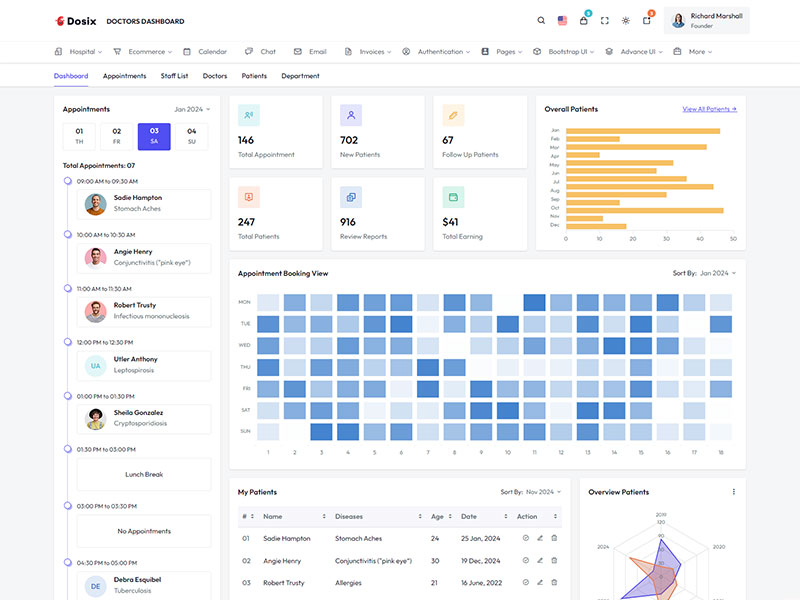 Dosix DOCTORS DASHBOARD
5
8
Richard Marshall
Founder
Hospital Ecommerce Calendar Chat Email Invoices Authentication Pages Bootstrap UI Advance UI More
Dashboard Appointments Staff List Doctors Patients Department
Appointments Jan 2024
01 02 03 04
TH FR SA SU
Total Appointments: 07
09:00 AM to 09:30 AM
Sadie Hampton
Stomach Aches
10:00 AM to 10:30 AM
Angie Henry
Conjunctivitis ("pink eye")
11:00 AM to 11:30 AM
Robert Trusty
Infectious mononucleosis
12:00 PM to 12:30 PM
UA
Utler Anthony
Leptospirosis
01:00 PM to 01:30 PM
Sheila Gonzalez
Cryptosporidiosis
01:30 PM to 03:00 PM
Lunch Break
03:00 PM to 03:30 PM
No Appointments
04:30 PM to 05:00 PM
DE
Debra Esquibel
Tuberculosis
146
Total Appointment
702
New Patients
67
Follow Up Patients
247
Total Patients
916
Review Reports
$41
Total Earning
Overall Patients View All Patients
Jan
Feb
Mar
Apr
May
Jun
Jul
Aug
Sep
Oct
Nov
Dec
0 10 20 30 40 50
Appointment Booking View Sort By: Jan 2024
MON
TUE
WED
THU
FRI
SAT
SUN
1 2 3 4 5 6 7 8 9 10 11 12 13 14 15 16 17 18
My Patients Sort By: Nov 2024
# Name Diseases Age Date Action
01 Sadie Hampton Stomach Aches 24 25 Jan, 2024
02 Angie Henry Conjunctivitis ("pink eye") 30 19 Dec, 2024
03 Robert Trusty Allergies 21 16 June, 2022
Overview Patients
2019
120
90
60
30
0
2024 2020